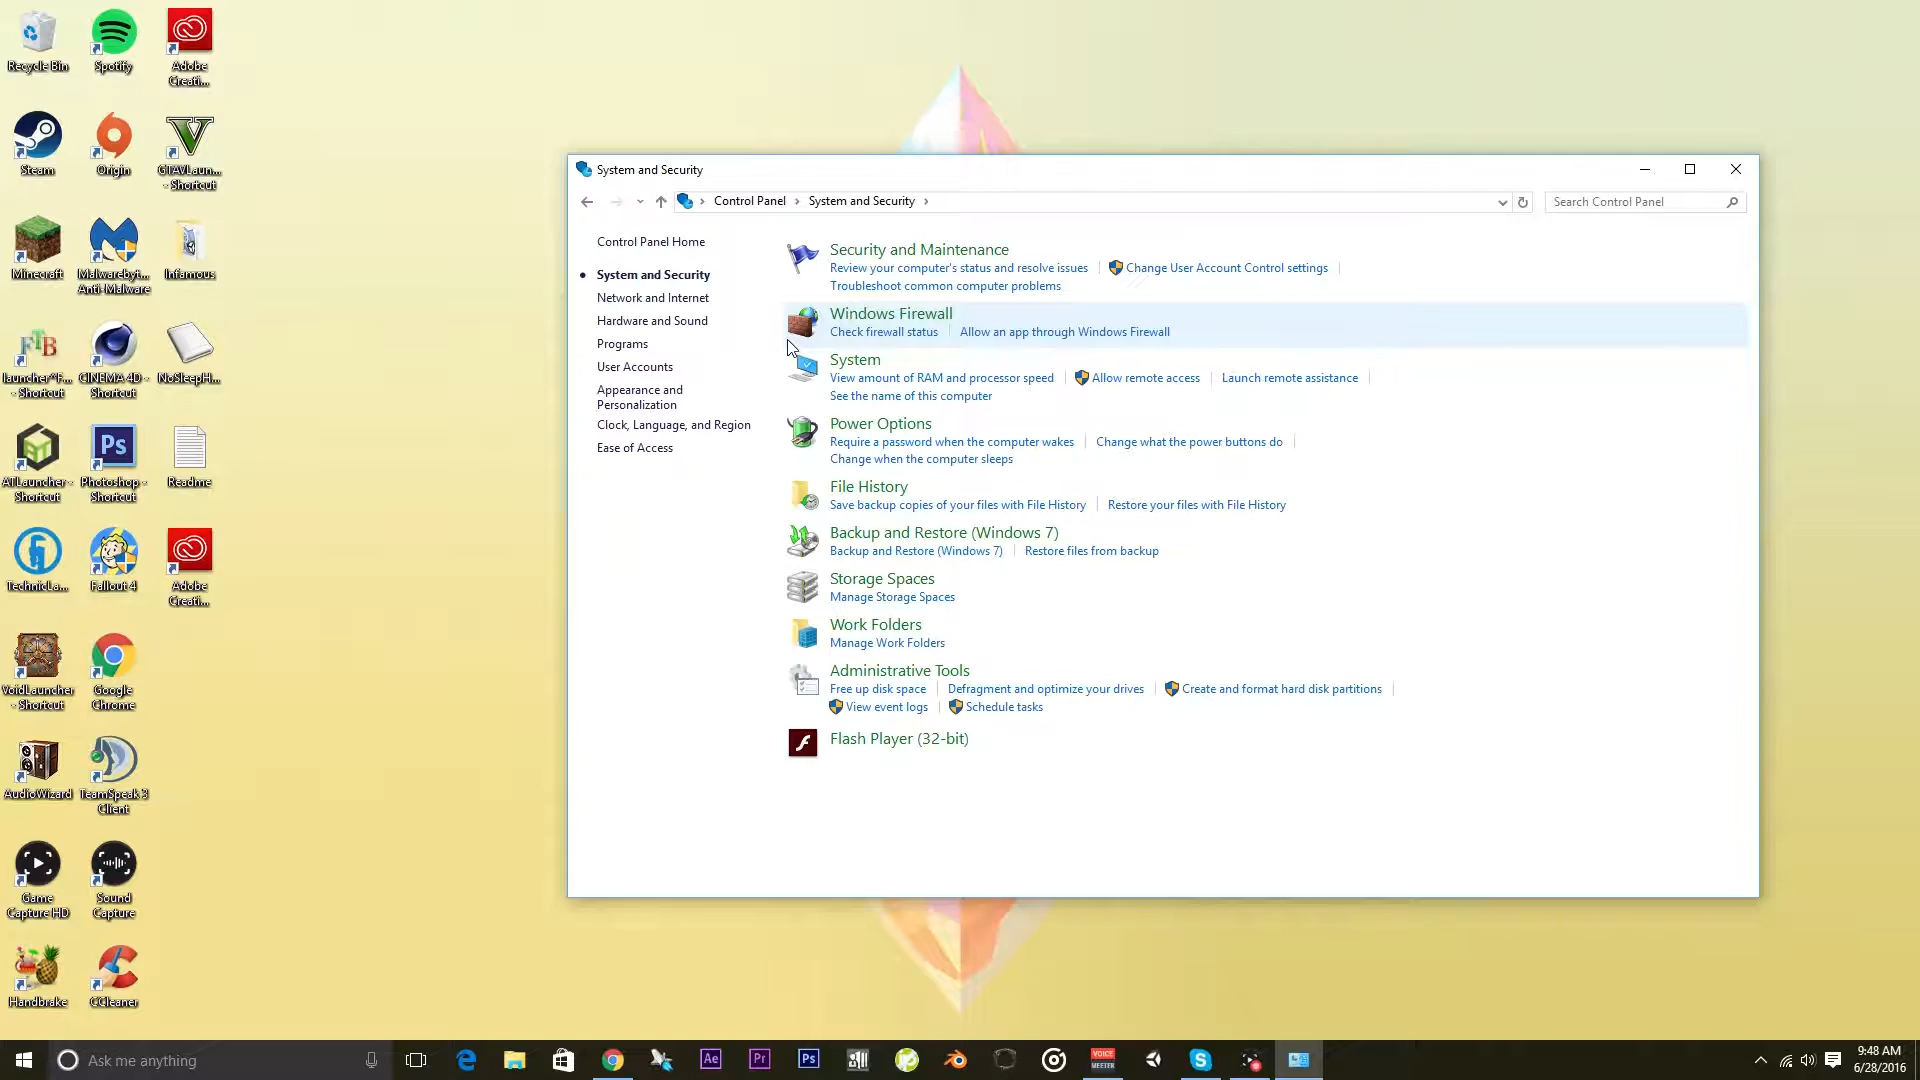 Recycle Bin
Spotify
Adobe
Creati...
Steam
Origin
GTAVLaun...
- Shortcut
Minecraft
Malwarebyt...
Anti-Malware
Infamous
launcher^F...
- Shortcut
CINEMA 4D -
Shortcut
NoSleepH...
ATLauncher -
Shortcut
Photoshop -
Shortcut
Readme
TechnicLa...
Fallout 4
Adobe
Creati...
VoidLauncher
- Shortcut
Google
Chrome
AudioWizard
TeamSpeak 3
Client
Game
Capture HD
Sound
Capture
Handbrake
CCleaner
System and Security
Control Panel
System and Security
Search Control Panel
Control Panel Home
System and Security
Network and Internet
Hardware and Sound
Programs
User Accounts
Appearance and
Personalization
Clock, Language, and Region
Ease of Access
Security and Maintenance
Review your computer's status and resolve issues
Change User Account Control settings
Troubleshoot common computer problems
Windows Firewall
Check firewall status
Allow an app through Windows Firewall
System
View amount of RAM and processor speed
Allow remote access
Launch remote assistance
See the name of this computer
Power Options
Require a password when the computer wakes
Change what the power buttons do
Change when the computer sleeps
File History
Save backup copies of your files with File History
Restore your files with File History
Backup and Restore (Windows 7)
Backup and Restore (Windows 7)
Restore files from backup
Storage Spaces
Manage Storage Spaces
Work Folders
Manage Work Folders
Administrative Tools
Free up disk space
Defragment and optimize your drives
Create and format hard disk partitions
View event logs
Schedule tasks
Flash Player (32-bit)
Ask me anything
Ae
Pr
Ps
VOICE
MEETER
9:48 AM
6/28/2016